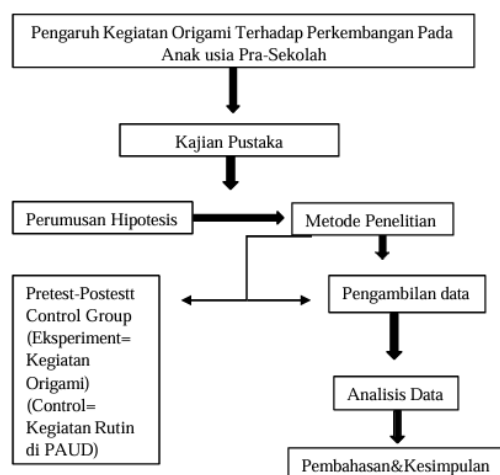 Pengaruh Kegiatan Origami Terhadap Perkembangan Pada
Anak usia Pra-Sekolah
Kajian Pustaka
Perumusan Hipotesis
Metode Penelitian
Pretest-Postestt
Control Group
(Eksperiment=
Kegiatan
Origami)
(Control=
Kegiatan Rutin
di PAUD)
Pengambilan data
Analisis Data
Pembahasan&Kesimpulan